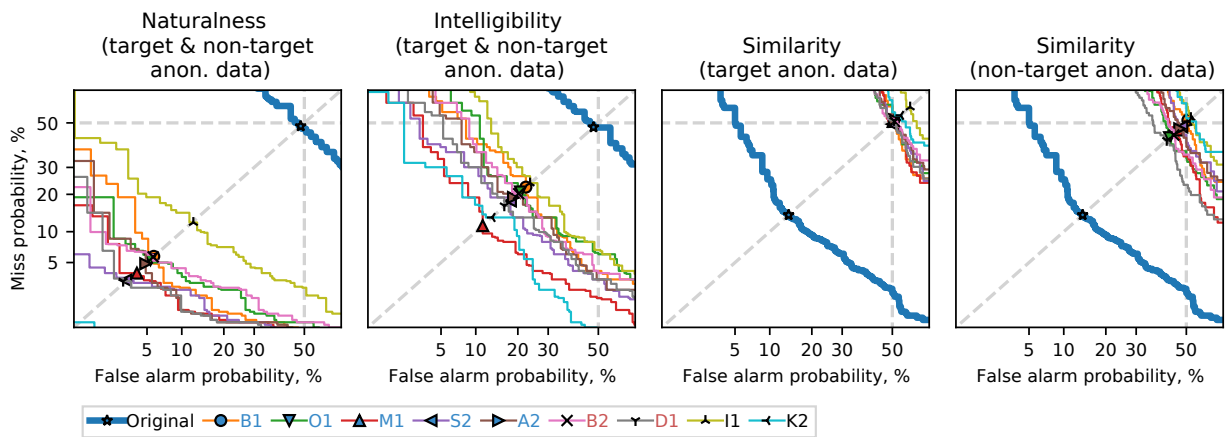 Naturalness
(target & non-target
anon. data)
Intelligibility
(target & non-target
anon. data)
Similarity
(target anon. data)
Similarity
(non-target anon. data)
Miss probability, %
50
30
20
10
5
5 10 20 30 50
5 10 20 30 50
5 10 20 30 50
5 10 20 30 50
False alarm probability, %
False alarm probability, %
False alarm probability, %
False alarm probability, %
Original B1 O1 M1 S2 A2 B2 D1 I1 K2